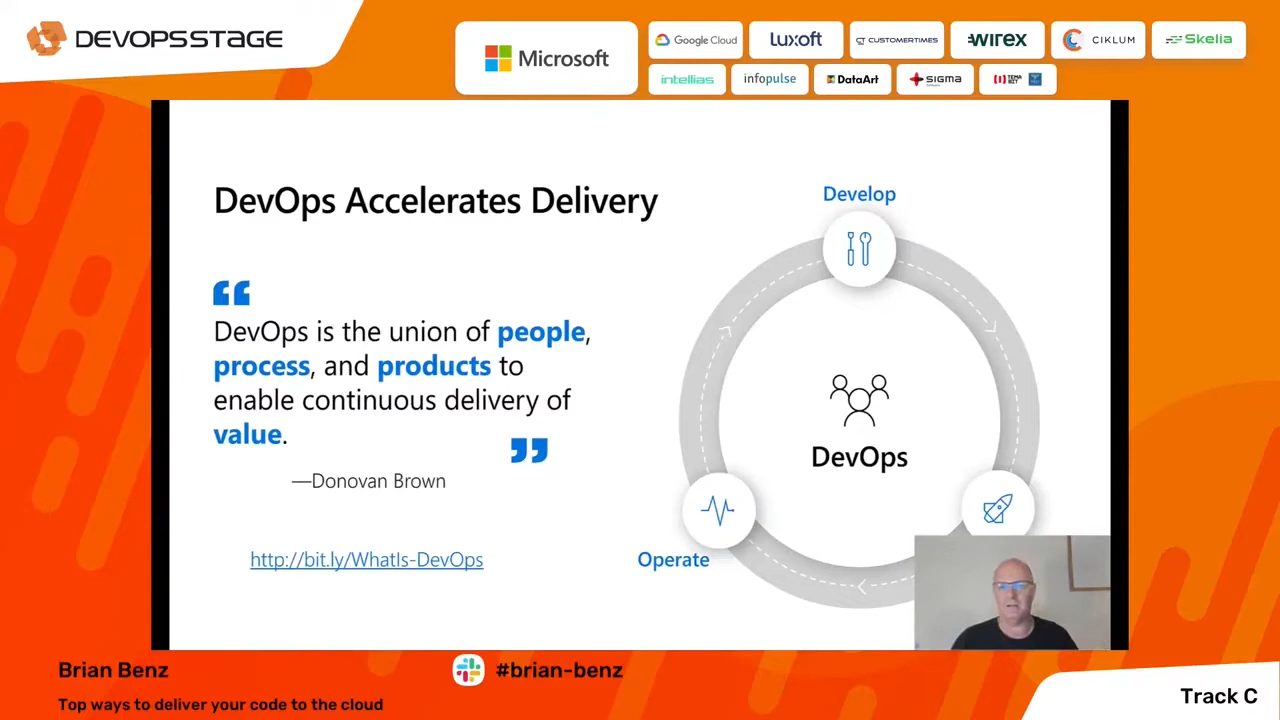 DEVOPSSTAGE
Microsoft
Google Cloud
Luxoft
CUSTOMERTIMES
WIREX
CIKLUM
Skelia
intellias
infopulse
DataArt
SIGMA
DevOps Accelerates Delivery
DevOps is the union of people,
process, and products to
enable continuous delivery of
value.
—Donovan Brown
http://bit.ly/WhatIs-DevOps
Develop
DevOps
Operate
Brian Benz
#brian-benz
Top ways to deliver your code to the cloud
Track C